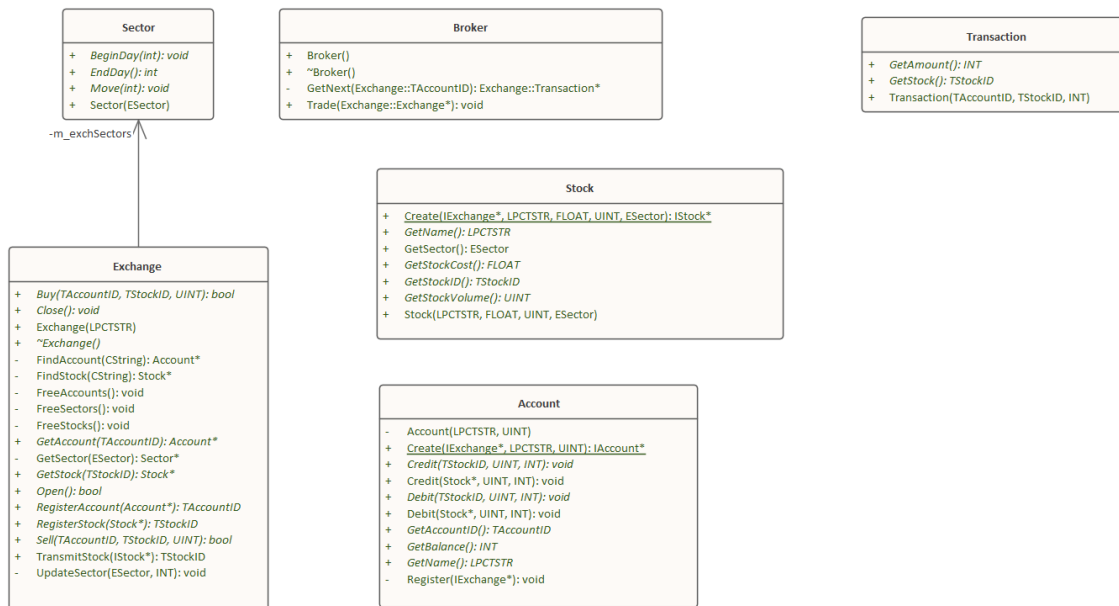 Sector
+ BeginDay(int): void
+ EndDay(): int
+ Move(int): void
+ Sector(ESector)
Broker
+ Broker()
+ ~Broker()
- GetNext(Exchange::TAccountID): Exchange::Transaction*
+ Trade(Exchange::Exchange*): void
Transaction
+ GetAmount(): INT
+ GetStock(): TStockID
+ Transaction(TAccountID, TStockID, INT)
-m_exchSectors
Stock
+ Create(IExchange*, LPCTSTR, FLOAT, UINT, ESector): IStock*
+ GetName(): LPCTSTR
+ GetSector(): ESector
+ GetStockCost(): FLOAT
+ GetStockID(): TStockID
+ GetStockVolume(): UINT
+ Stock(LPCTSTR, FLOAT, UINT, ESector)
Exchange
+ Buy(TAccountID, TStockID, UINT): bool
+ Close(): void
+ Exchange(LPCTSTR)
+ ~Exchange()
- FindAccount(CString): Account*
- FindStock(CString): Stock*
- FreeAccounts(): void
- FreeSectors(): void
- FreeStocks(): void
+ GetAccount(TAccountID): Account*
- GetSector(ESector): Sector*
+ GetStock(TStockID): Stock*
+ Open(): bool
+ RegisterAccount(Account*): TAccountID
+ RegisterStock(Stock*): TStockID
+ Sell(TAccountID, TStockID, UINT): bool
+ TransmitStock(IStock*): TStockID
- UpdateSector(ESector, INT): void
Account
- Account(LPCTSTR, UINT)
+ Create(IExchange*, LPCTSTR, UINT): IAccount*
+ Credit(TStockID, UINT, INT): void
+ Credit(Stock*, UINT, INT): void
+ Debit(TStockID, UINT, INT): void
+ Debit(Stock*, UINT, INT): void
+ GetAccountID(): TAccountID
+ GetBalance(): INT
+ GetName(): LPCTSTR
- Register(IExchange*): void